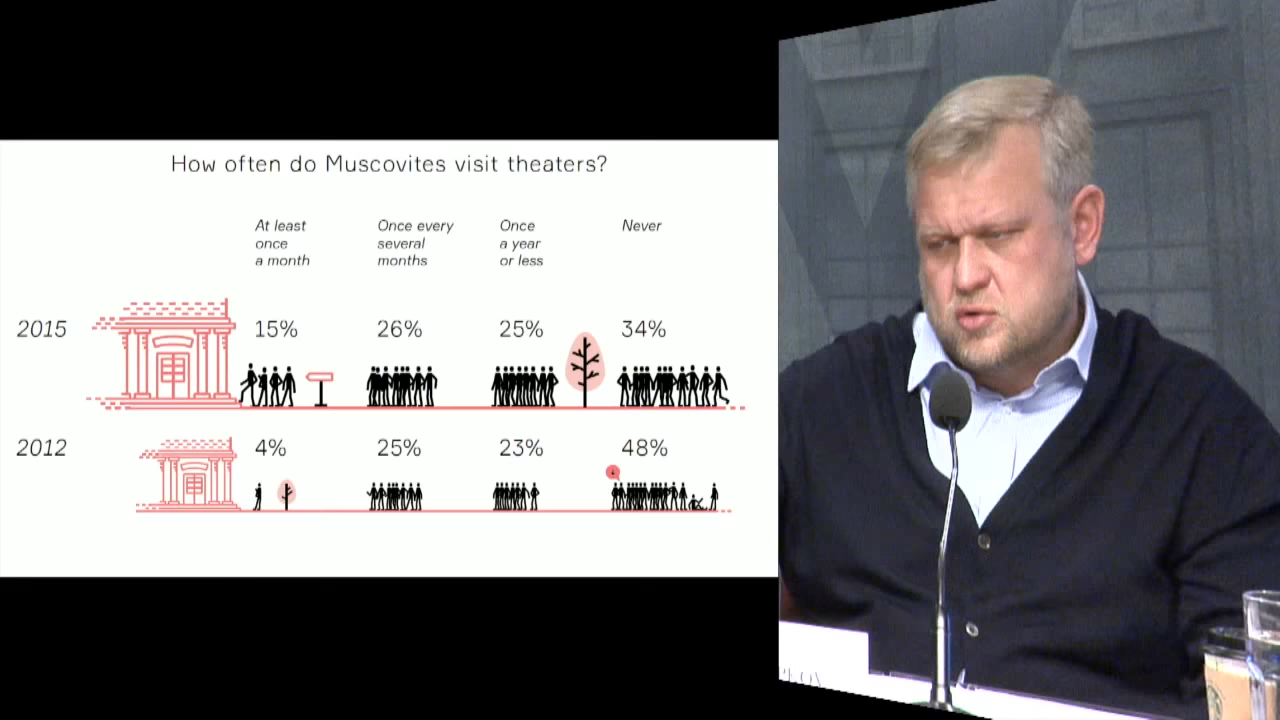 How often do Muscovites visit theaters?
At least
once
a month
Once every
several
months
Once
a year
or less
Never
2015
15%
26%
25%
34%
2012
4%
25%
23%
48%